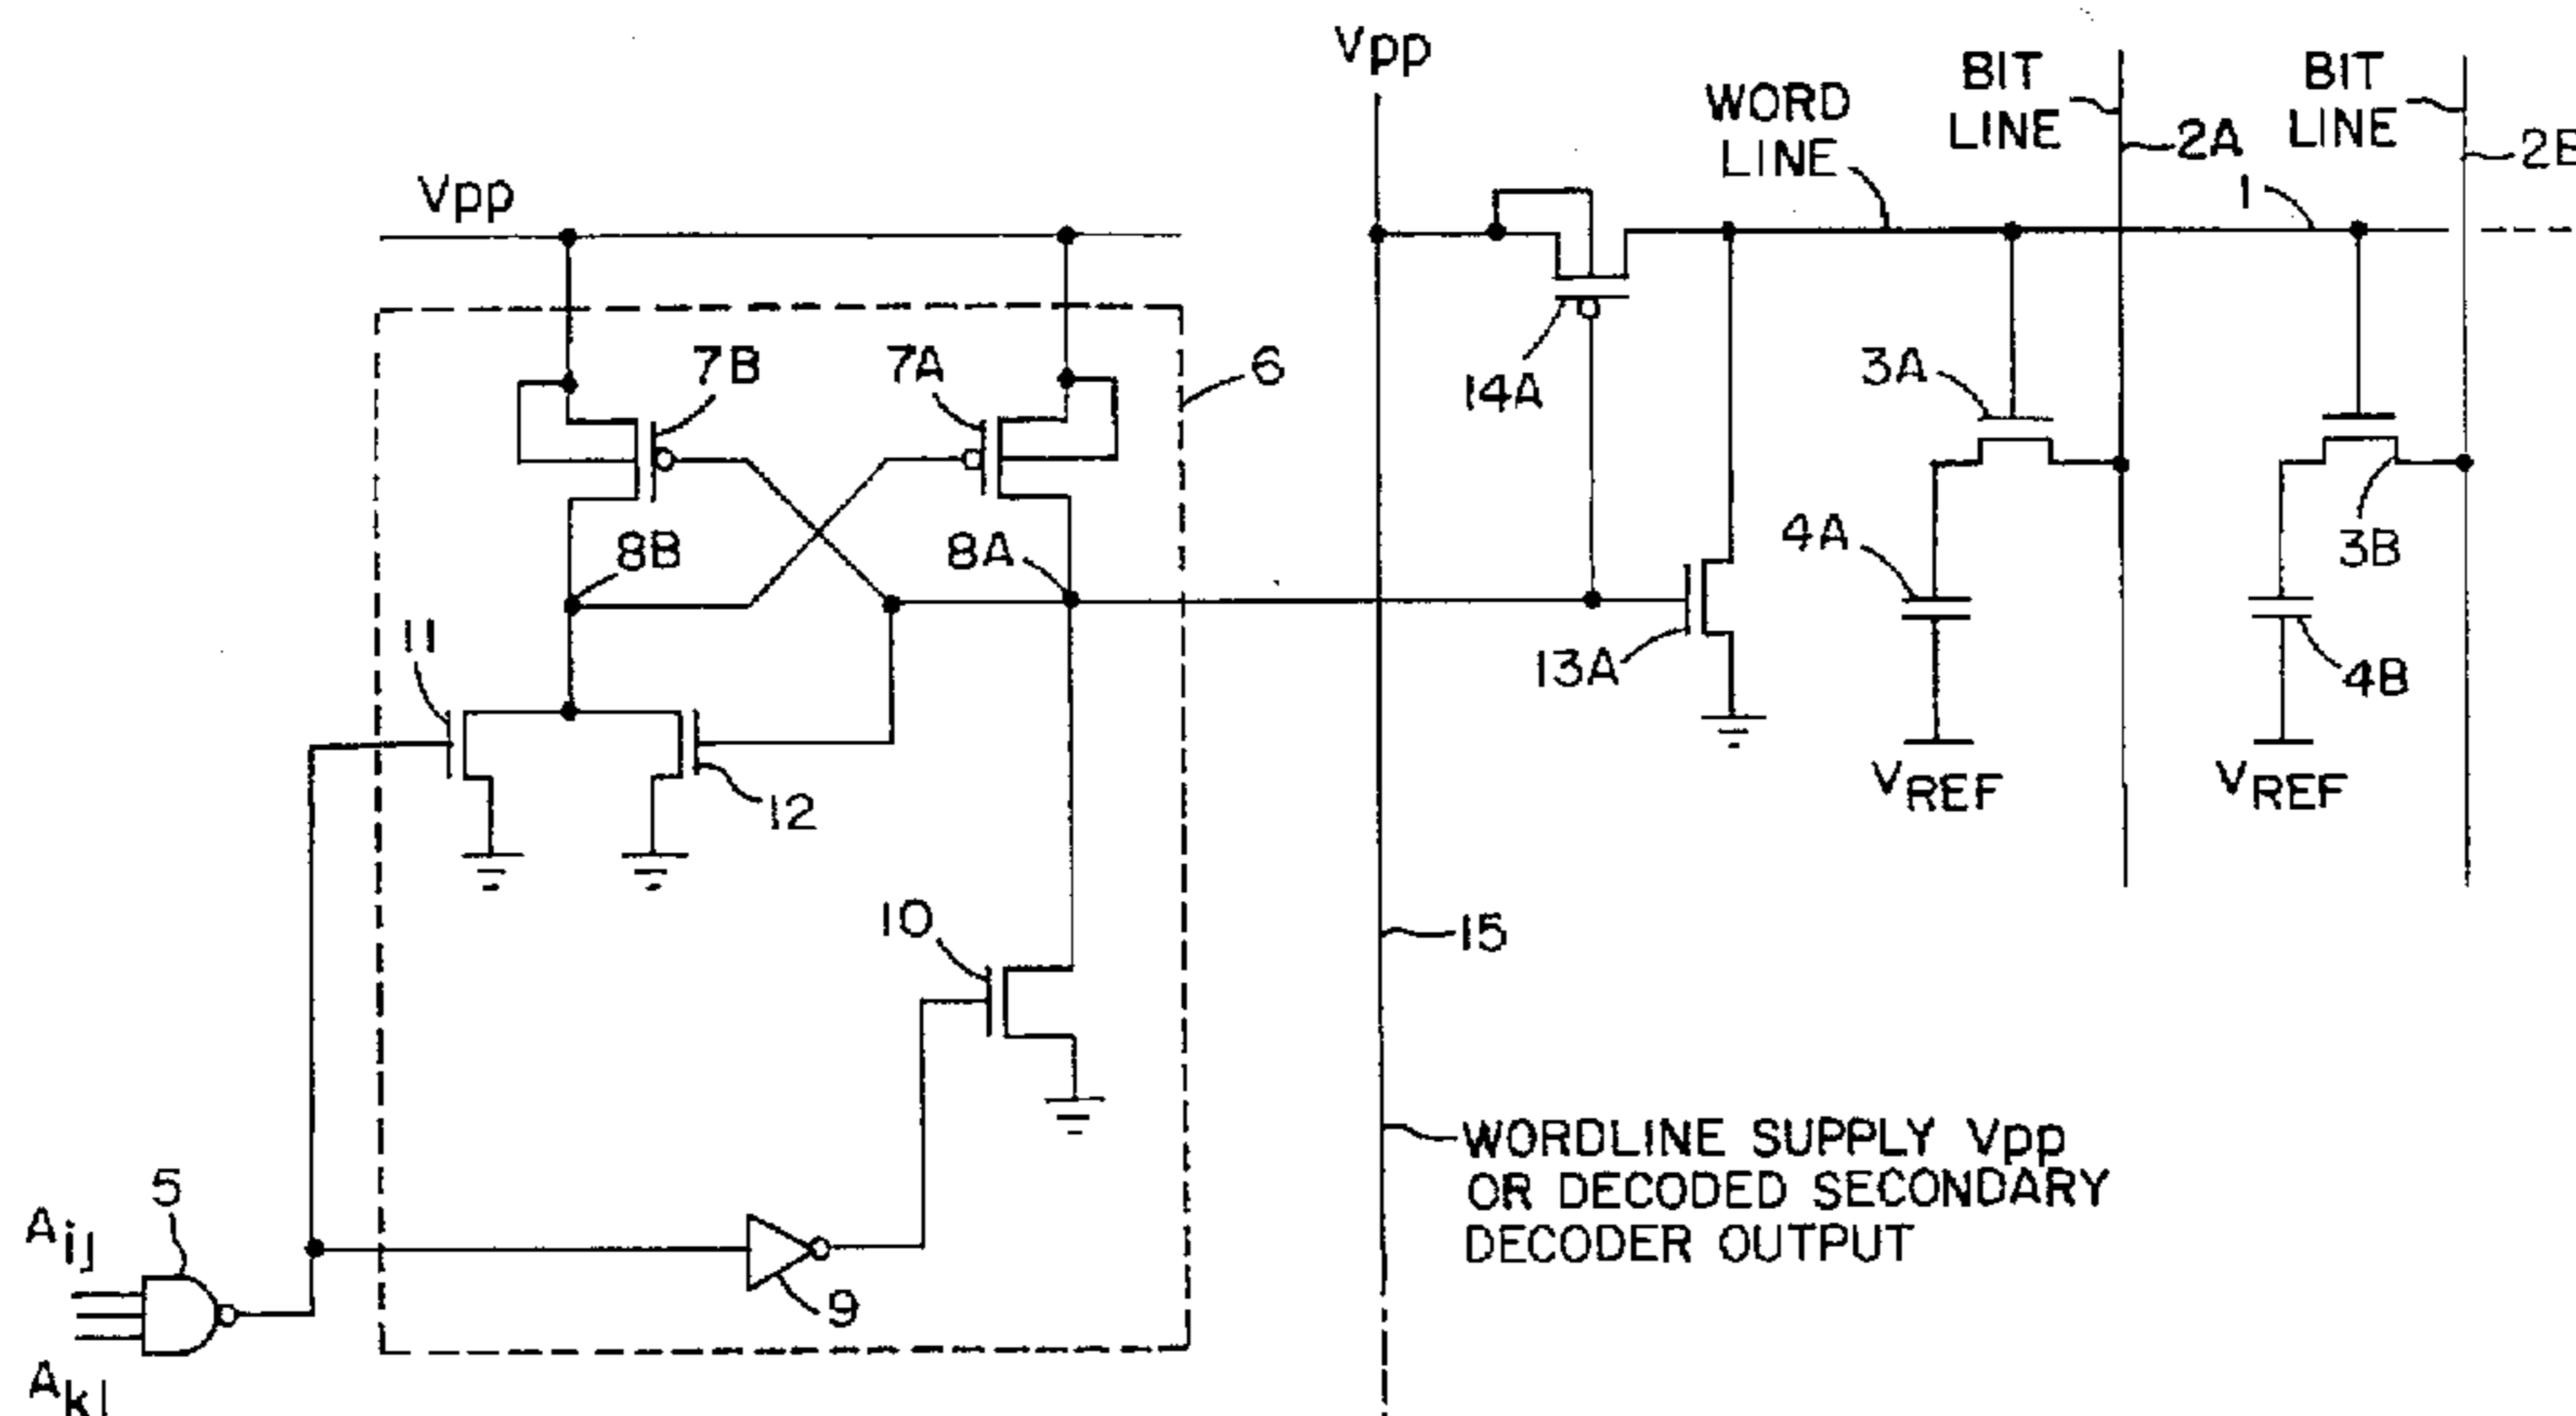 Vpp
BIT
LINE
BIT
LINE
WORD
LINE
2A
2B
1
Vpp
7B
7A
6
14A
3A
3B
8B
8A
4A
4B
11
13A
12
VREF
VREF
10
15
WORDLINE SUPPLY Vpp
OR DECODED SECONDARY
DECODER OUTPUT
5
Aij
9
Akl